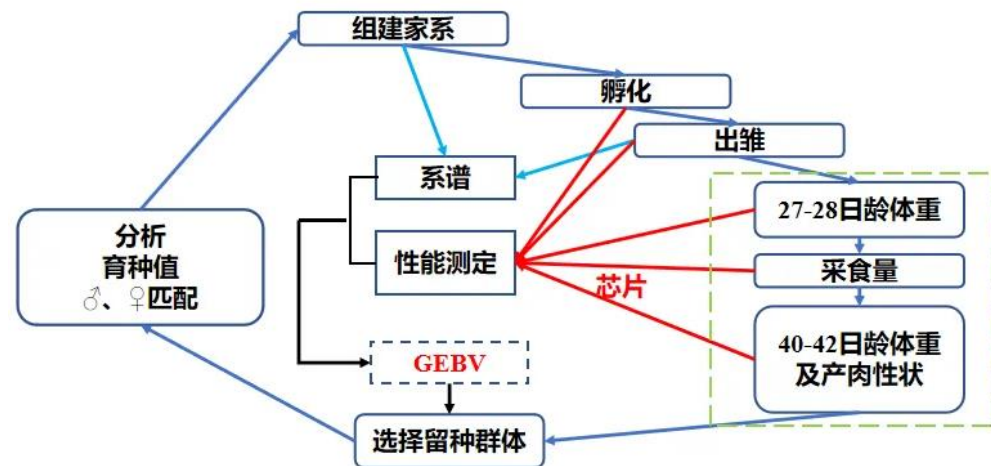 组建家系
孵化
出雏
系谱
27-28日龄体重
分析
育种值
♂、♀匹配
性能测定
采食量
芯片
40-42日龄体重
及产肉性状
GEBV
选择留种群体